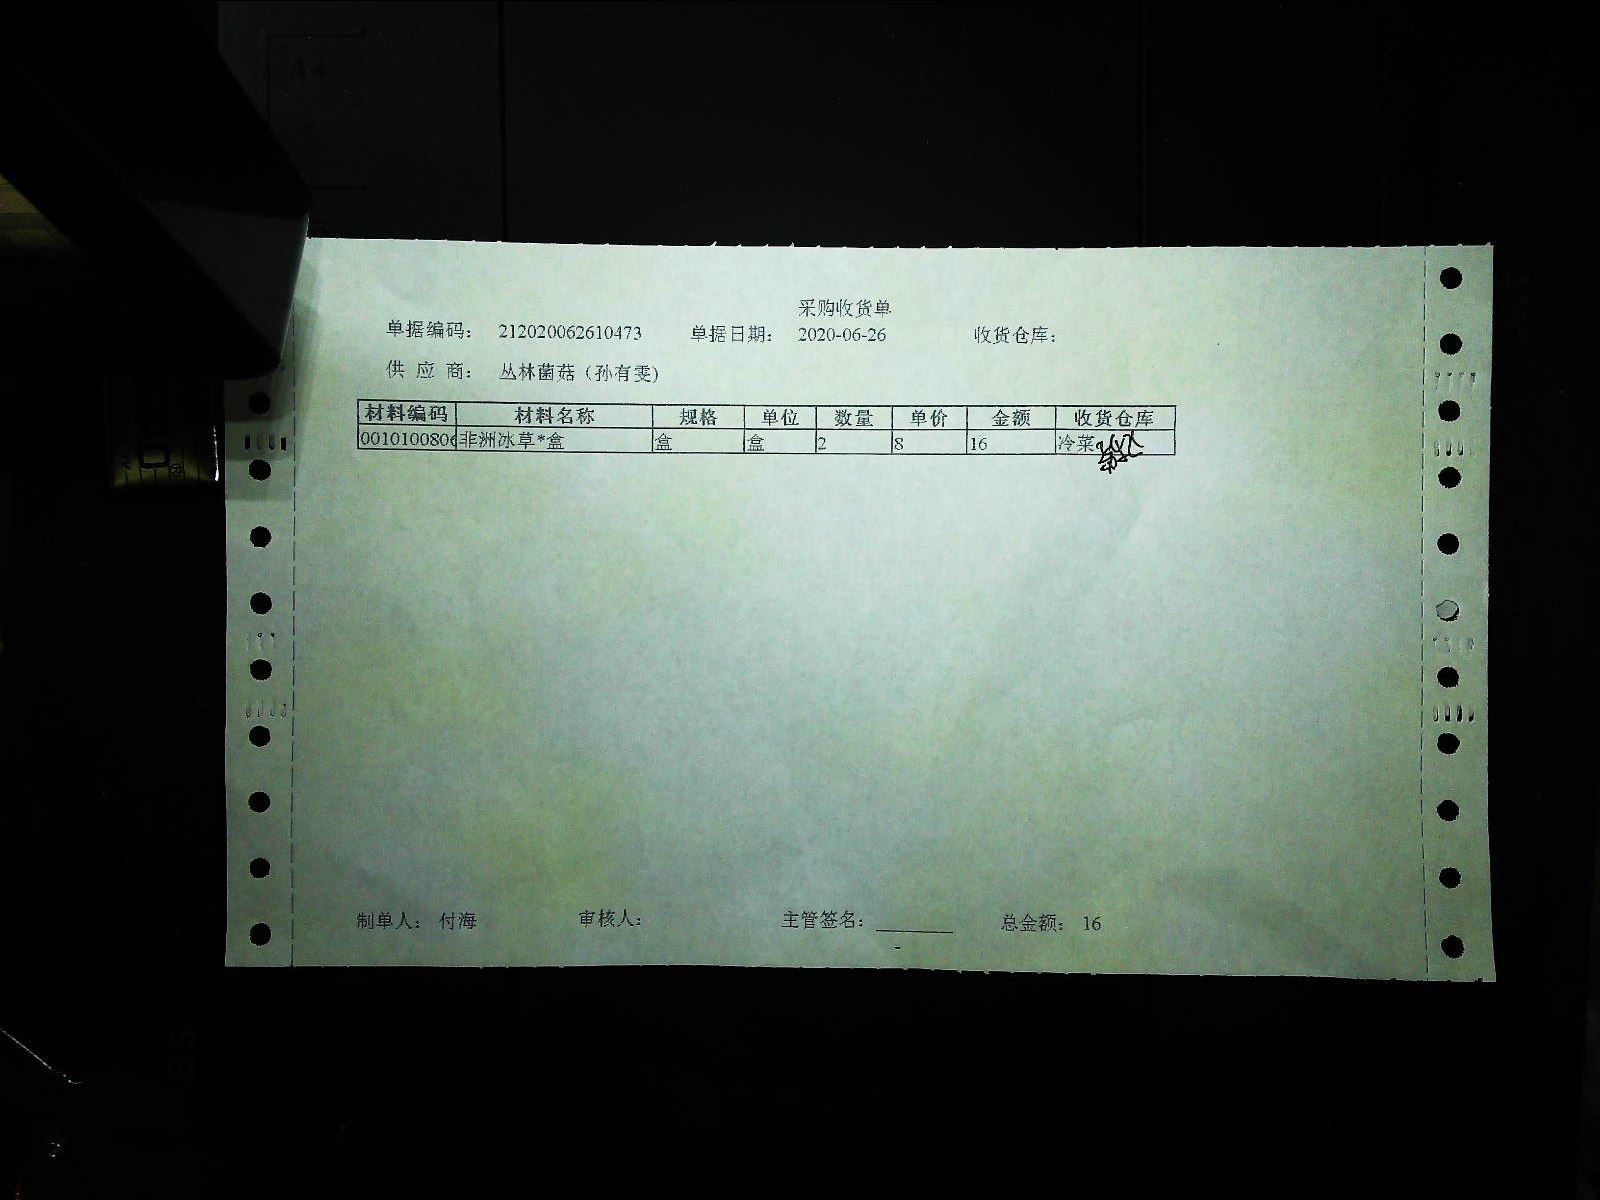 采购收货单
单据编码： 212020062610473 单据日期： 2020-06-26 收货仓库：
供 应 商： 丛林菌菇（孙有雯）
材料编码 材料名称 规格 单位 数量 单价 金额 收货仓库
0010100806 非洲冰草*盒 盒 盒 2 8 16 冷菜
制单人： 付海 审核人： 主管签名： 总金额： 16